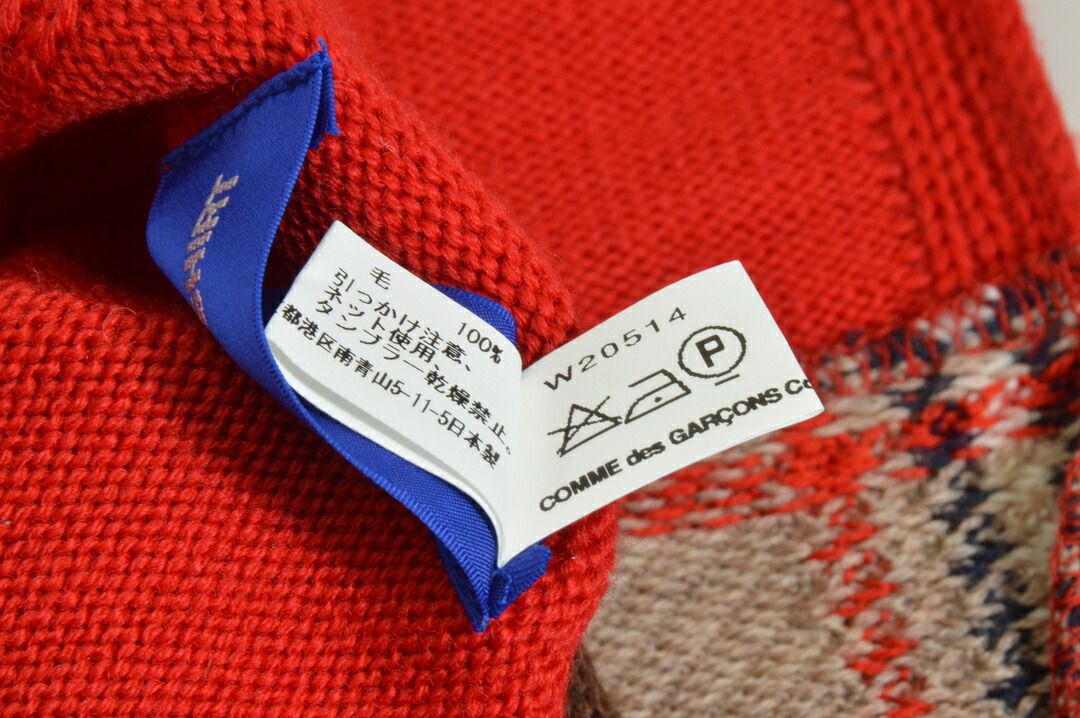 毛 100%
引っかけ注意、
ネット使用、
タンブラー乾燥禁止。
都港区南青山5-11-5日本製
W20514
P
COMME des GARÇONS Co